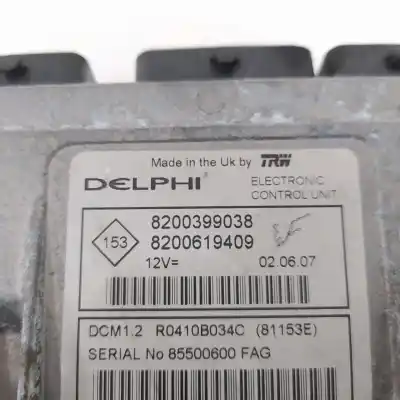 Made in the Uk by TRW
DELPHI ELECTRONIC CONTROL UNIT
153
8200399038
8200619409
12V= 02.06.07
DCM1.2 R0410B034C (81153E)
SERIAL No 85500600 FAG